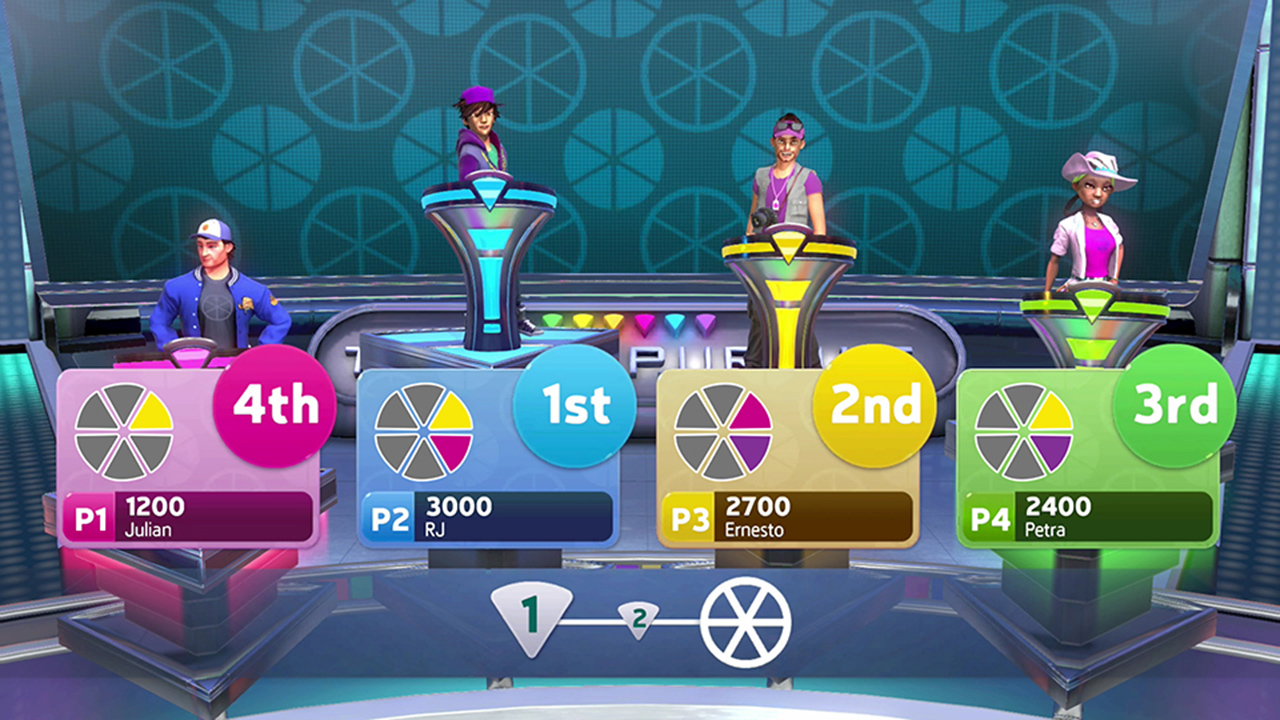 4th
1st
2nd
3rd
P1 1200
Julian
P2 3000
RJ
P3 2700
Ernesto
P4 2400
Petra
1
2